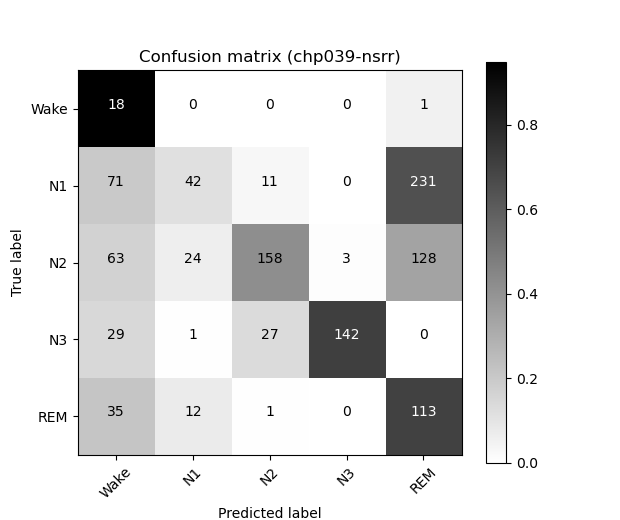 Confusion matrix (chp039-nsrr)
Wake 18 0 0 0 1
N1 71 42 11 0 231
N2 63 24 158 3 128
N3 29 1 27 142 0
REM 35 12 1 0 113
Wake N1 N2 N3 REM
Predicted label
True label
0.8
0.6
0.4
0.2
0.0